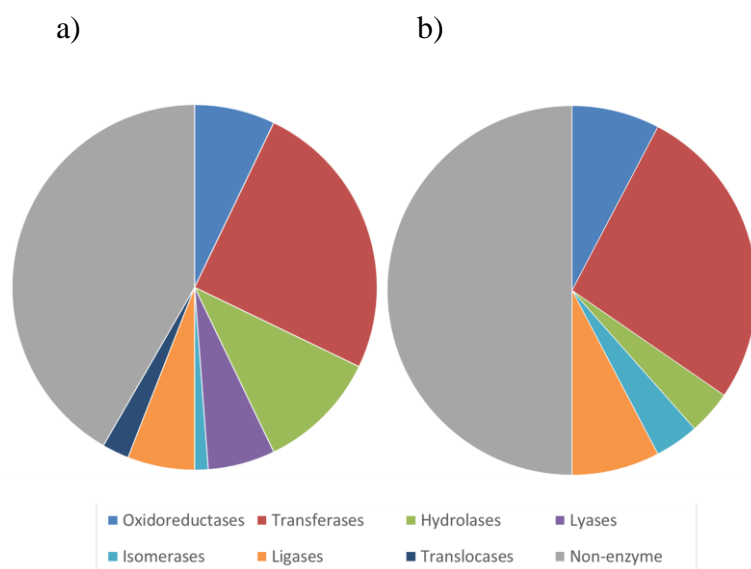 a) b)
Oxidoreductases Transferases Hydrolases Lyases
Isomerases Ligases Translocases Non-enzyme